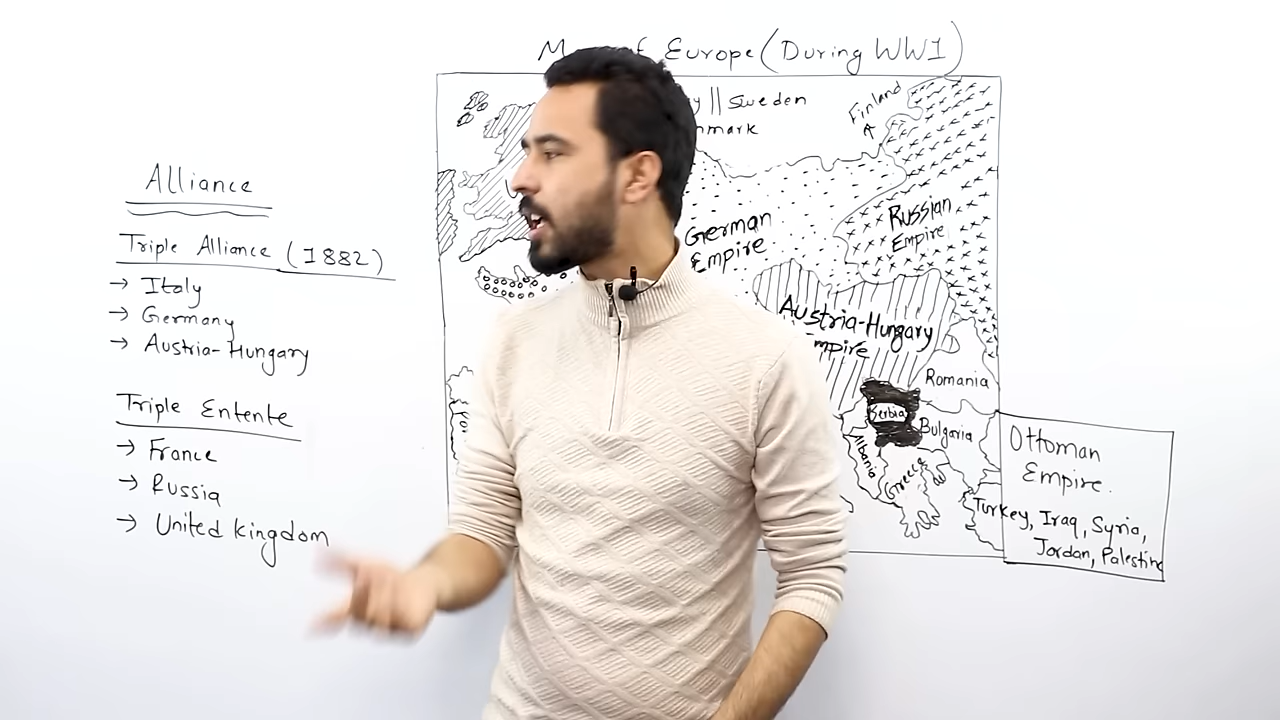 Europe (During WW1)
|| Sweden
Finland
Alliance
Triple Alliance (1882)
→ Italy
→ Germany
→ Austria-Hungary
Triple Entente
→ France
→ Russia
→ United Kingdom
German
Empire
Russian
Empire
Austria-Hungary
Romania
Serbia
Bulgaria
Albania
Greece
Ottoman
Empire.
Turkey, Iraq, Syria,
Jordan, Palestine